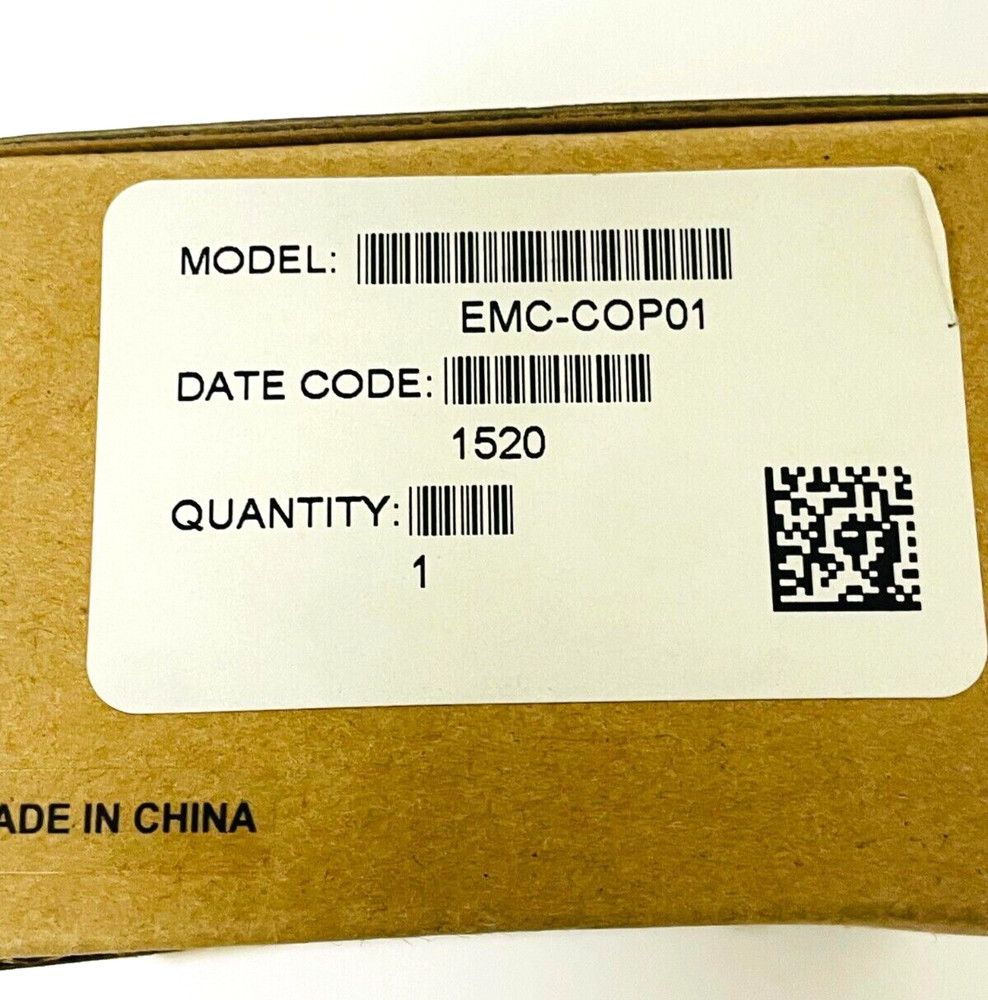 MODEL:
EMC-COP01
DATE CODE:
1520
QUANTITY:
1
ADE IN CHINA